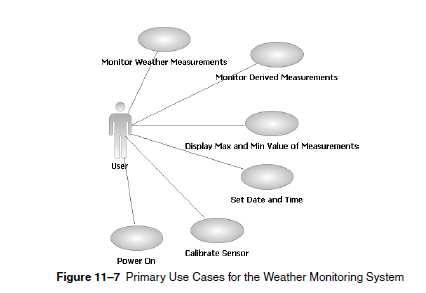 Monitor Weather Measurements
Monitor Derived Measurements
Display Max and Min Value of Measurements
User
Set Date and Time
Calibrate Sensor
Power On
Figure 11–7 Primary Use Cases for the Weather Monitoring System